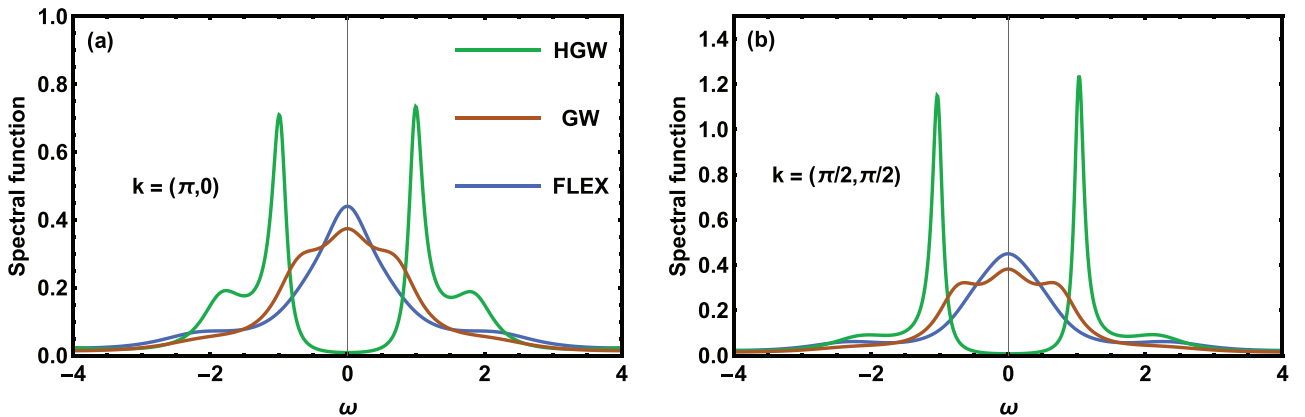 (a)
HGW
GW
FLEX
k = (π,0)
Spectral function
1.0
0.8
0.6
0.4
0.2
0.0
−4
−2
0
2
4
ω
(b)
k = (π/2,π/2)
Spectral function
1.4
1.2
1.0
0.8
0.6
0.4
0.2
0.0
−4
−2
0
2
4
ω